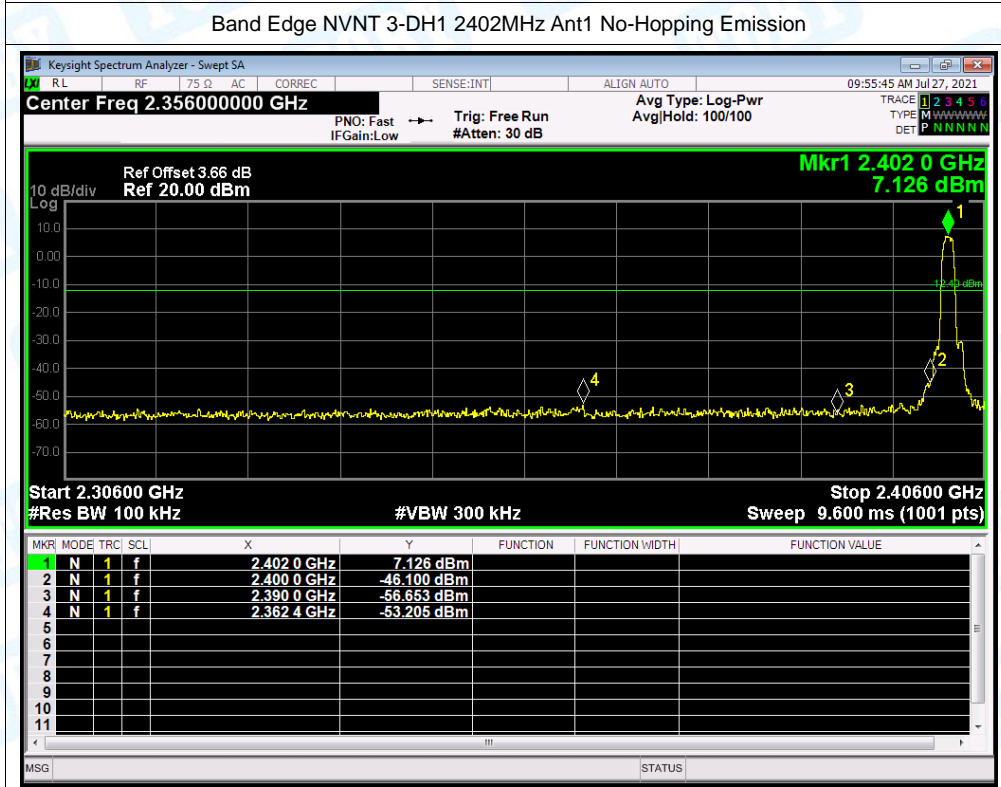 Band Edge NVNT 3-DH1 2402MHz Ant1 No-Hopping Emission
Keysight Spectrum Analyzer - Swept SA
LXI RL RF 75 Ω AC CORREC SENSE:INT ALIGN AUTO 09:55:45 AM Jul 27, 2021
Center Freq 2.356000000 GHz
PNO: Fast
IFGain:Low
Trig: Free Run
#Atten: 30 dB
Avg Type: Log-Pwr
Avg|Hold: 100/100
TRACE 1 2 3 4 5 6
TYPE M W W W W W
DET P N N N N N
Mkr1 2.402 0 GHz
7.126 dBm
Ref Offset 3.66 dB
10 dB/div Ref 20.00 dBm
Log
10.0
0.00
-10.0
-20.0
-30.0
-40.0
-50.0
-60.0
-70.0
1
2
3
4
Start 2.30600 GHz Stop 2.40600 GHz
#Res BW 100 kHz #VBW 300 kHz Sweep 9.600 ms (1001 pts)
MKR MODE TRC SCL X Y FUNCTION FUNCTION WIDTH FUNCTION VALUE
1 N 1 f 2.402 0 GHz 7.126 dBm
2 N 1 f 2.400 0 GHz -46.100 dBm
3 N 1 f 2.390 0 GHz -56.653 dBm
4 N 1 f 2.362 4 GHz -53.205 dBm
5
6
7
8
9
10
11
MSG STATUS